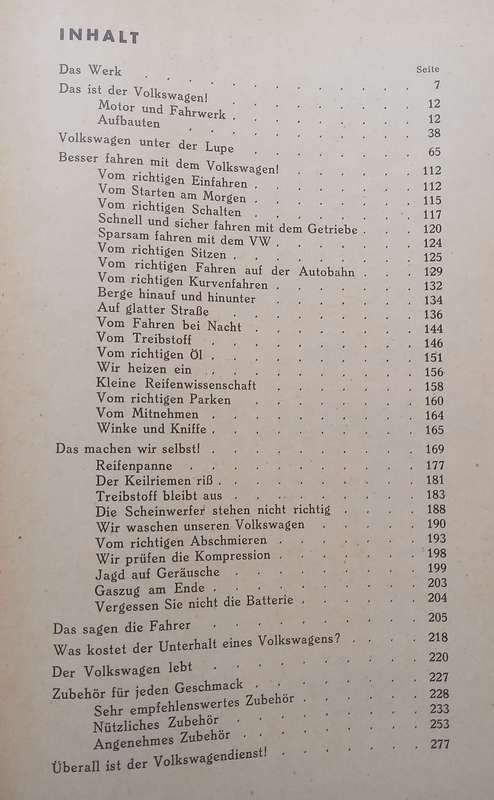 INHALT
Seite
Das Werk . . . . . . . . . . . 7
Das ist der Volkswagen! . . . . . . . . 12
Motor und Fahrwerk . . . . . . . . 12
Aufbauten . . . . . . . . . . 38
Volkswagen unter der Lupe . . . . . . . 65
Besser fahren mit dem Volkswagen! . . . . . . 112
Vom richtigen Einfahren . . . . . . . 112
Vom Starten am Morgen . . . . . . . 115
Vom richtigen Schalten . . . . . . . 117
Schnell und sicher fahren mit dem Getriebe . . . 120
Sparsam fahren mit dem VW . . . . . . 124
Vom richtigen Sitzen . . . . . . . . 125
Vom richtigen Fahren auf der Autobahn . . . 129
Vom richtigen Kurvenfahren . . . . . . 132
Berge hinauf und hinunter . . . . . . 134
Auf glatter Straße . . . . . . . . 136
Vom Fahren bei Nacht . . . . . . . 144
Vom Treibstoff . . . . . . . . . 146
Vom richtigen Öl . . . . . . . . . 151
Wir heizen ein . . . . . . . . . 156
Kleine Reifenwissenschaft . . . . . . 158
Vom richtigen Parken . . . . . . . 160
Vom Mitnehmen . . . . . . . . . 164
Winke und Kniffe . . . . . . . . . 165
Das machen wir selbst! . . . . . . . . 169
Reifenpanne . . . . . . . . . 177
Der Keilriemen riß . . . . . . . . 181
Treibstoff bleibt aus . . . . . . . . 183
Die Scheinwerfer stehen nicht richtig . . . . 188
Wir waschen unseren Volkswagen . . . . . 190
Vom richtigen Abschmieren . . . . . . 193
Wir prüfen die Kompression . . . . . . 198
Jagd auf Geräusche . . . . . . . . 199
Gaszug am Ende . . . . . . . . . 203
Vergessen Sie nicht die Batterie . . . . . 204
Das sagen die Fahrer . . . . . . . . 205
Was kostet der Unterhalt eines Volkswagens? . . . . 218
Der Volkswagen lebt . . . . . . . . 220
Zubehör für jeden Geschmack . . . . . . . 227
Sehr empfehlenswertes Zubehör . . . . . 228
Nützliches Zubehör . . . . . . . . 233
Angenehmes Zubehör . . . . . . . . 253
Überall ist der Volkswagendienst! . . . . . . 277